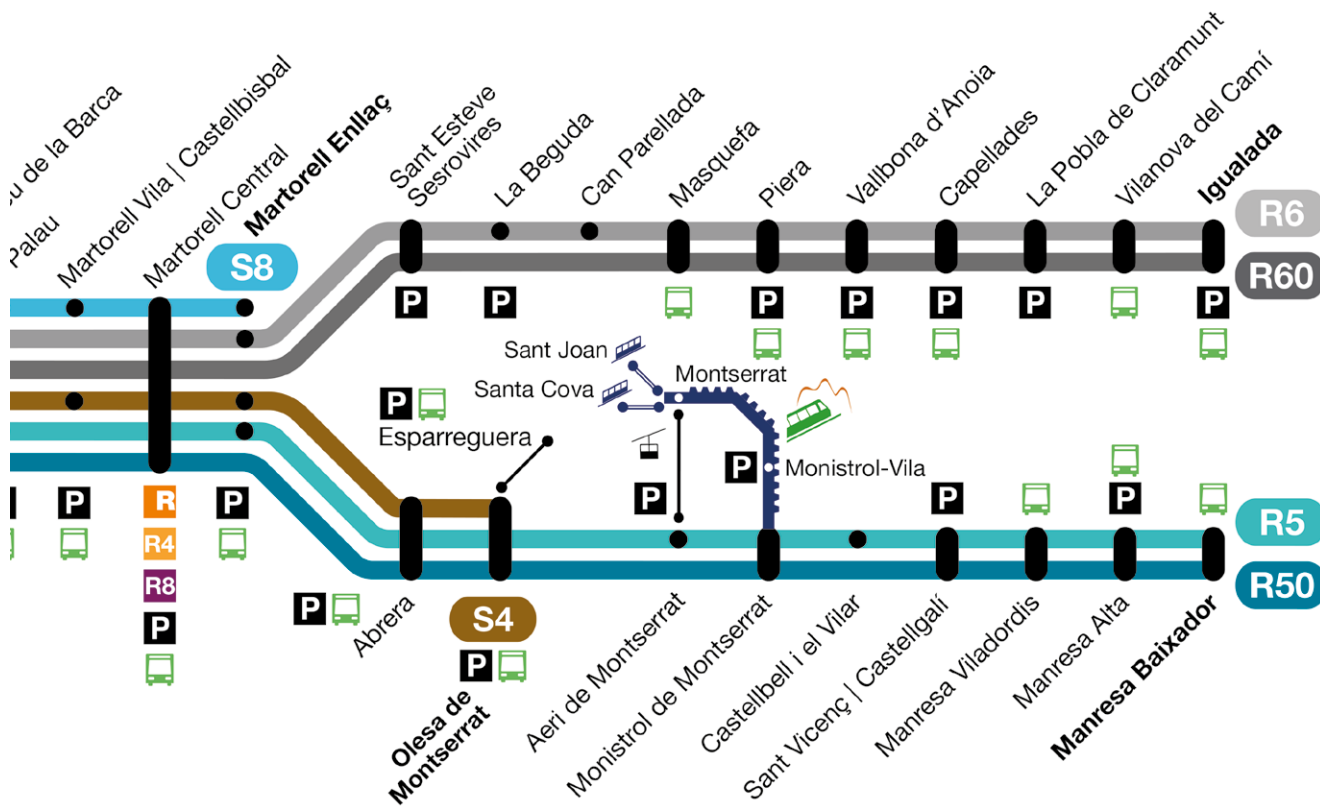 Palau
Martorell Vila | Castellbisbal
Martorell Central
Martorell Enllaç
Sant Esteve
Sesrovires
La Beguda
Can Parellada
Masquefa
Piera
Vallbona d'Anoia
Capellades
La Pobla de Claramunt
Vilanova del Camí
Igualada
R6
R60
S8
P
P
P
P
P
P
P
Sant Joan
Santa Cova
Montserrat
P
Esparreguera
P
Monistrol-Vila
P
P
R
P
P
P
R4
R8
P
P
R5
R50
S4
P
Abrera
Olesa de
Montserrat
Aeri de Montserrat
Monistrol de Montserrat
Castellbell i el Vilar
Sant Vicenç | Castellgalí
Manresa Viladordis
Manresa Alta
Manresa Baixador